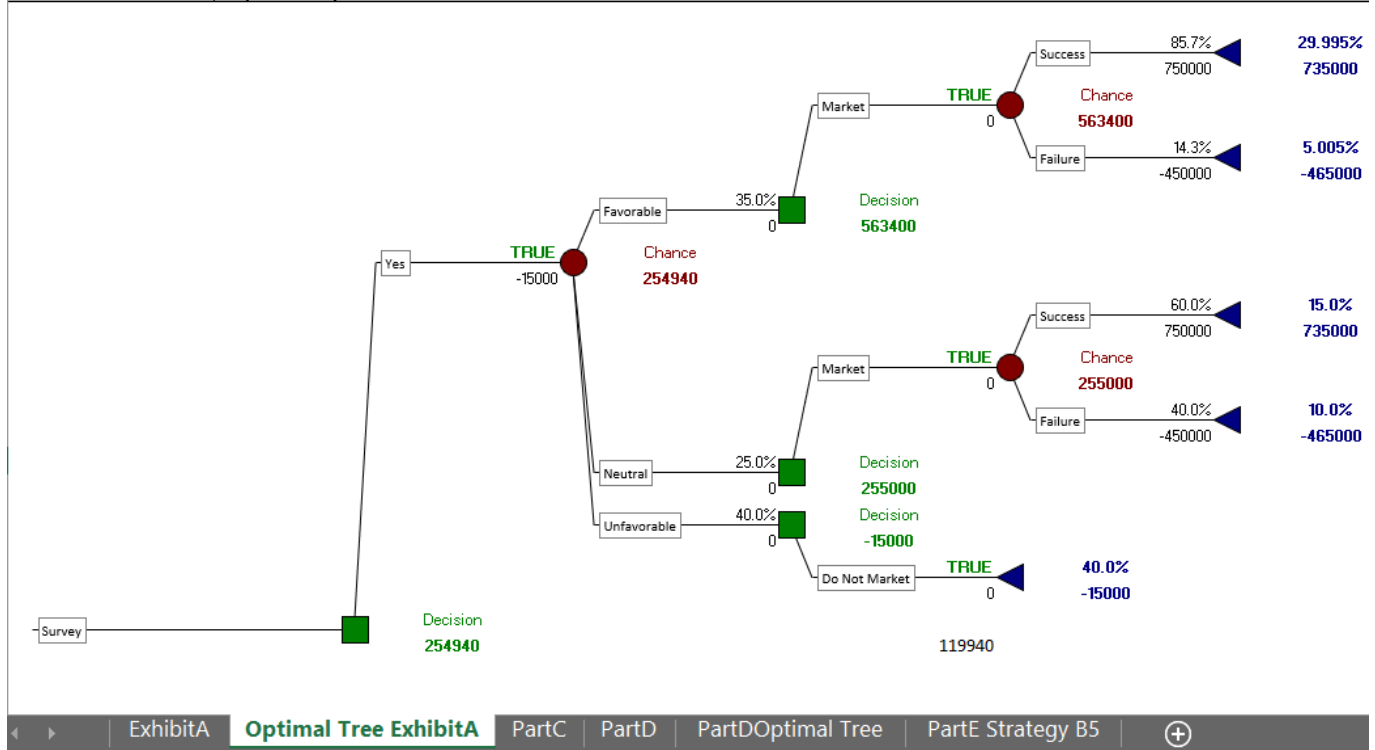 85.7% 29.995%
Success
750000 735000
TRUE Chance
Market
0 563400
14.3% 5.005%
Failure
-450000 -465000
35.0% Decision
Favorable
0 563400
TRUE Chance
Yes
-15000 254940
60.0% 15.0%
Success
750000 735000
TRUE Chance
Market
0 255000
40.0% 10.0%
Failure
-450000 -465000
25.0% Decision
Neutral
0 255000
40.0% Decision
Unfavorable
0 -15000
TRUE 40.0%
Do Not Market
0 -15000
Decision
Survey
254940 119940
ExhibitA Optimal Tree ExhibitA PartC PartD PartDOptimal Tree PartE Strategy B5